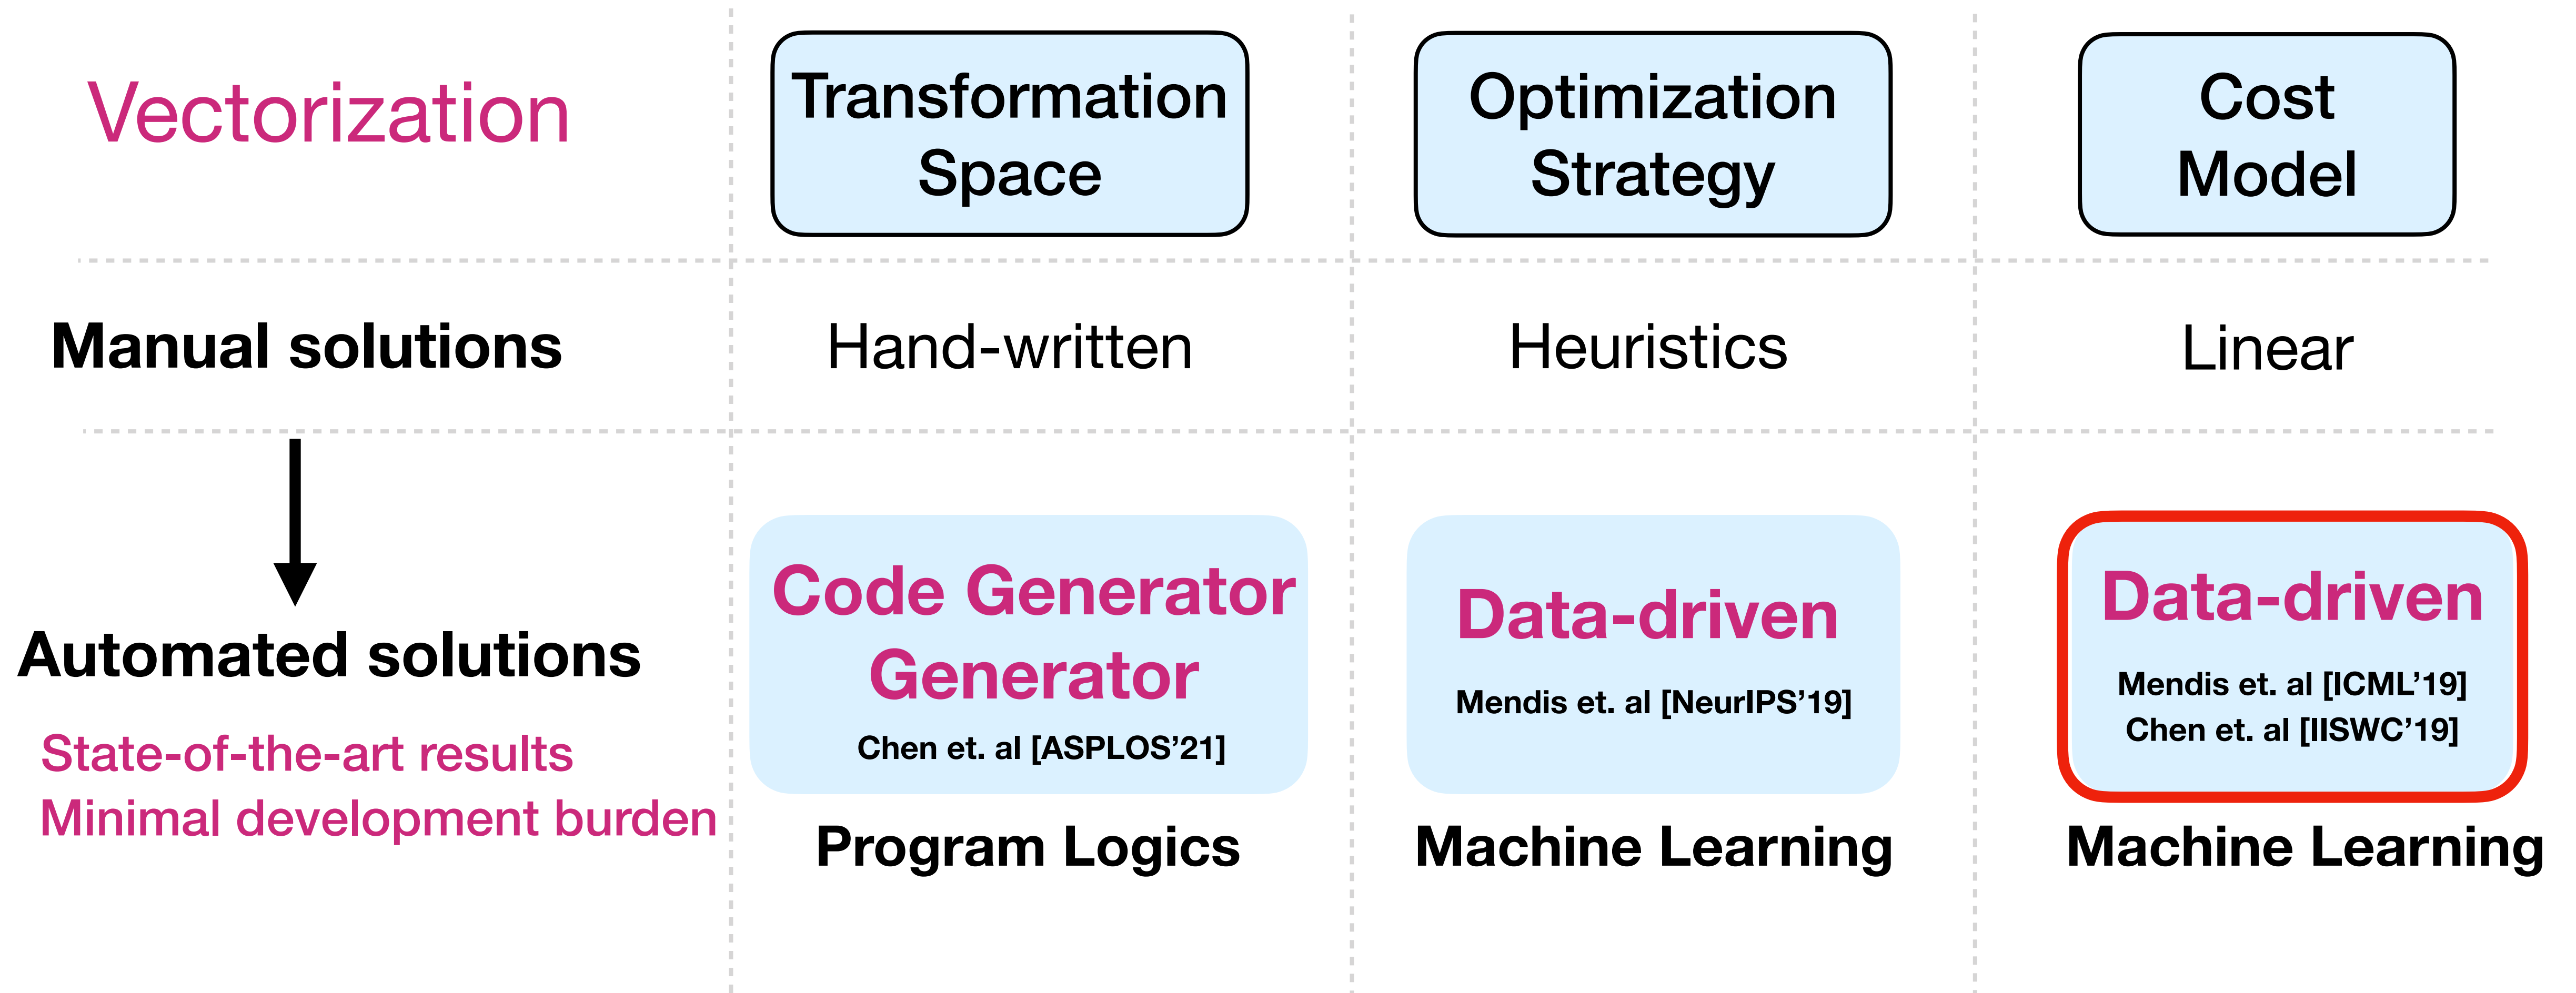 Vectorization
Transformation
Space
Optimization
Strategy
Cost
Model
Manual solutions
Hand-written
Heuristics
Linear
Automated solutions
State-of-the-art results
Minimal development burden
Code Generator
Generator
Chen et. al [ASPLOS’21]
Program Logics
Data-driven
Mendis et. al [NeurIPS’19]
Machine Learning
Data-driven
Mendis et. al [ICML’19]
Chen et. al [IISWC’19]
Machine Learning